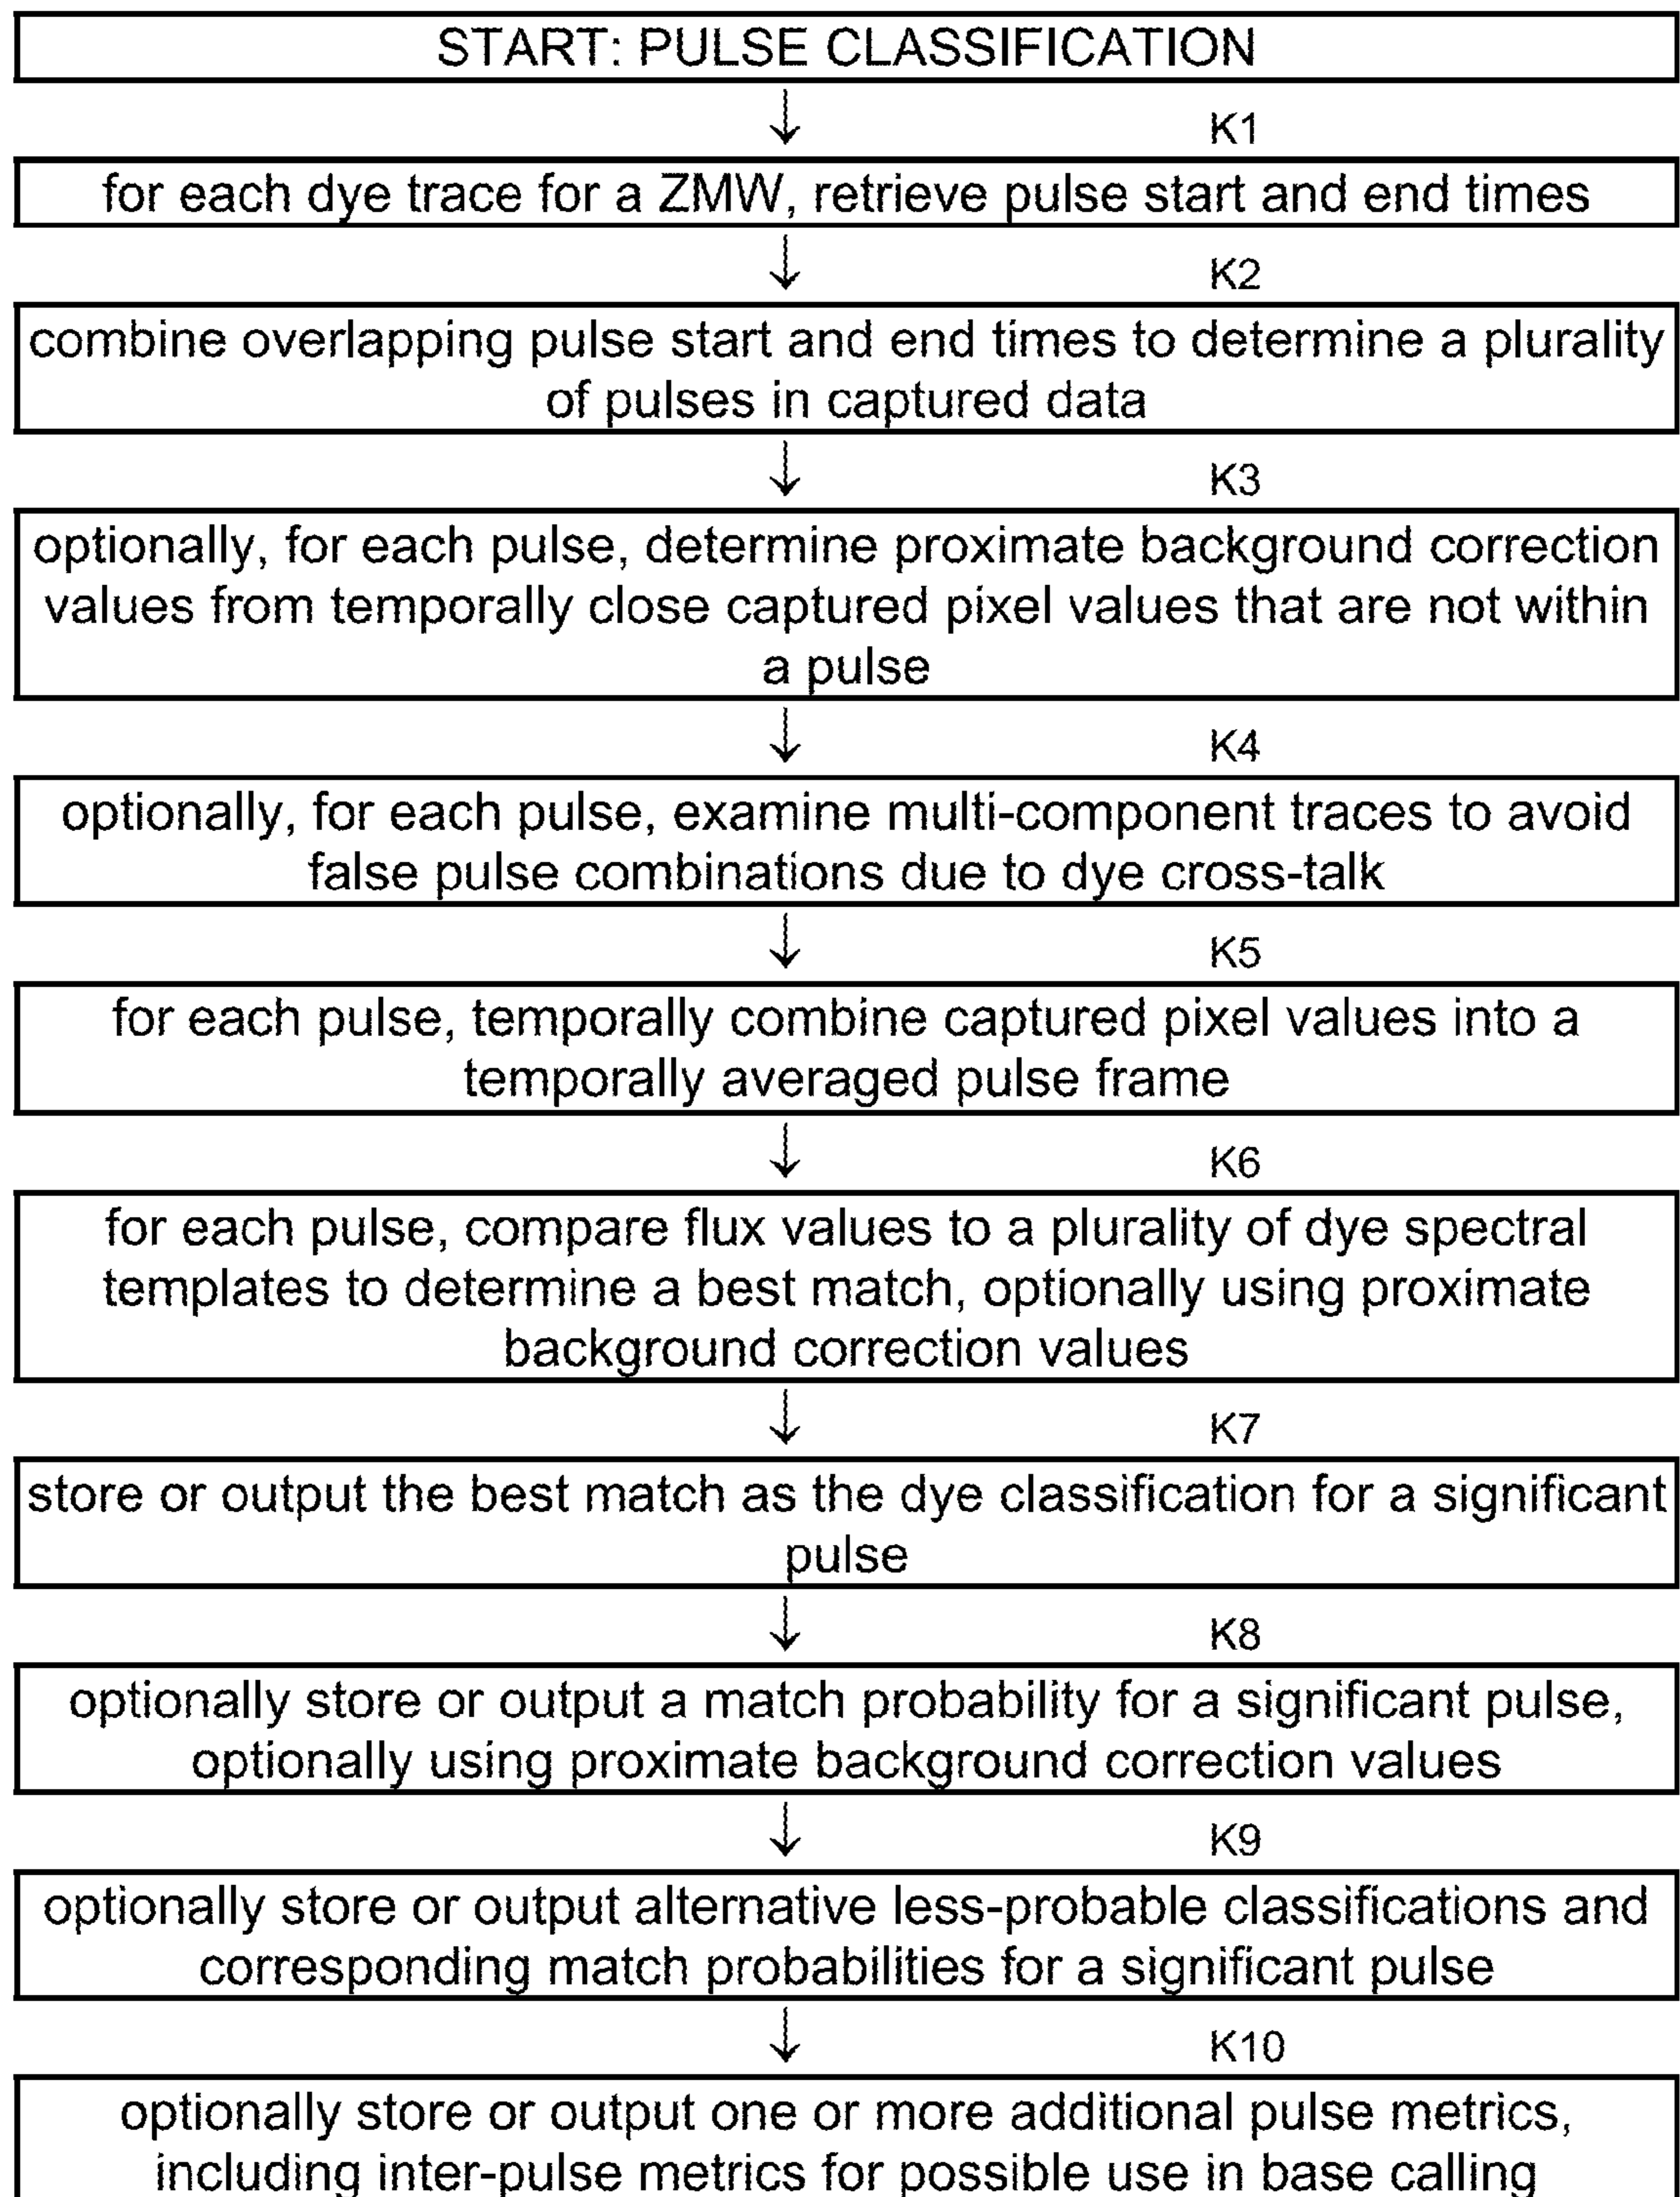 START: PULSE CLASSIFICATION
K1
for each dye trace for a ZMW, retrieve pulse start and end times
K2
combine overlapping pulse start and end times to determine a plurality
of pulses in captured data
K3
optionally, for each pulse, determine proximate background correction
values from temporally close captured pixel values that are not within
a pulse
K4
optionally, for each pulse, examine multi-component traces to avoid
false pulse combinations due to dye cross-talk
K5
for each pulse, temporally combine captured pixel values into a
temporally averaged pulse frame
K6
for each pulse, compare flux values to a plurality of dye spectral
templates to determine a best match, optionally using proximate
background correction values
K7
store or output the best match as the dye classification for a significant
pulse
K8
optionally store or output a match probability for a significant pulse,
optionally using proximate background correction values
K9
optionally store or output alternative less-probable classifications and
corresponding match probabilities for a significant pulse
K10
optionally store or output one or more additional pulse metrics,
including inter-pulse metrics for possible use in base calling